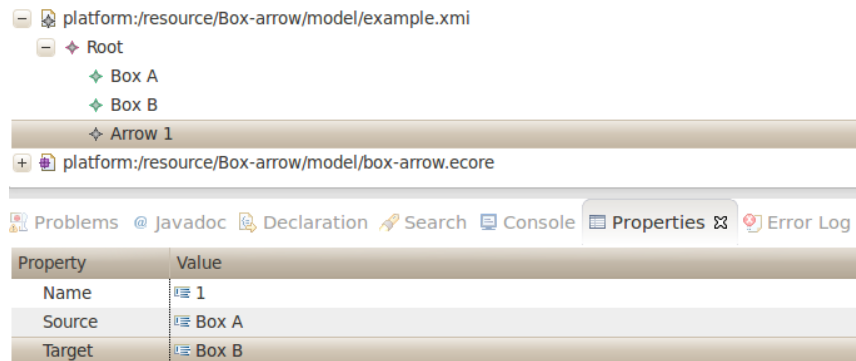 platform:/resource/Box-arrow/model/example.xmi
Root
Box A
Box B
Arrow 1
platform:/resource/Box-arrow/model/box-arrow.ecore
Problems @ Javadoc Declaration Search Console Properties Error Log
Property Value
Name 1
Source Box A
Target Box B